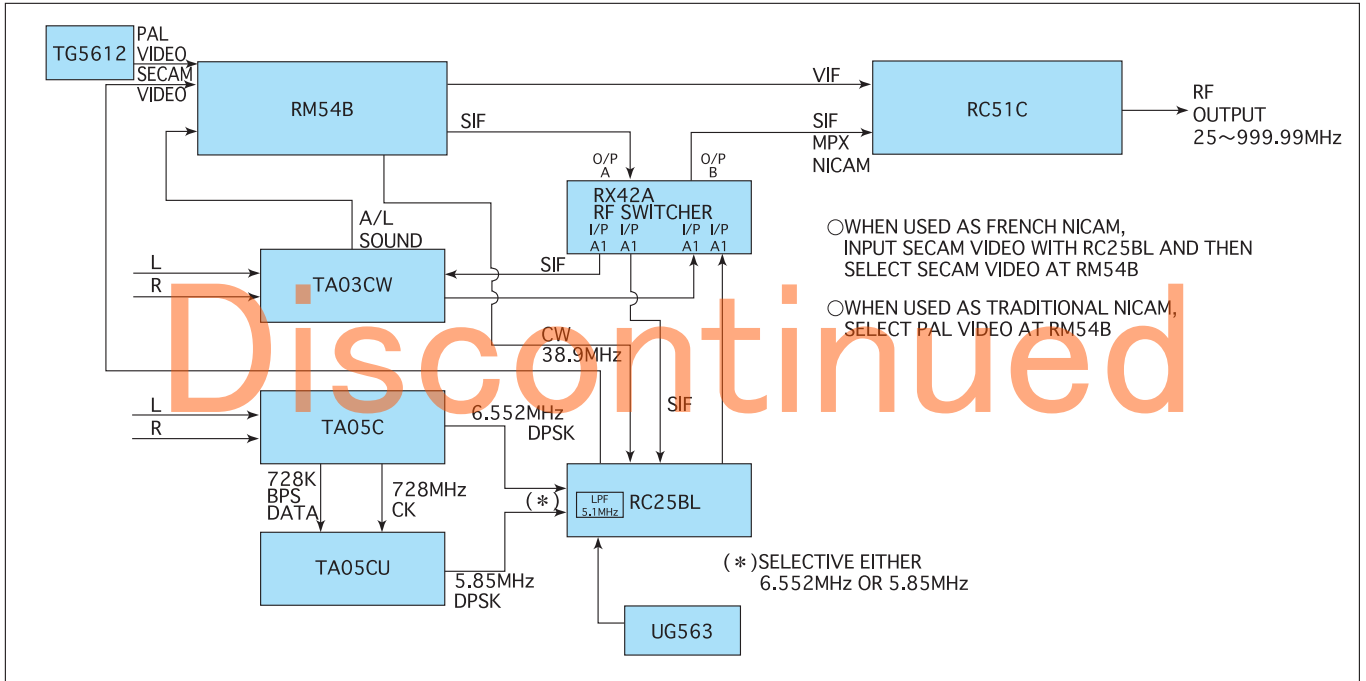 TG5612
PAL
VIDEO
SECAM
VIDEO
RM54B
VIF
RC51C
RF
OUTPUT
25～999.99MHz
SIF
SIF
MPX
NICAM
O/P
A
O/P
B
RX42A
RF SWITCHER
I/P I/P I/P I/P
A1 A1 A1 A1
A/L
SOUND
SIF
L
R
TA03CW
○WHEN USED AS FRENCH NICAM,
INPUT SECAM VIDEO WITH RC25BL AND THEN
SELECT SECAM VIDEO AT RM54B
○WHEN USED AS TRADITIONAL NICAM,
SELECT PAL VIDEO AT RM54B
CW
38.9MHz
Discontinued
SIF
L
R
TA05C
6.552MHz
DPSK
728K
BPS
DATA
728MHz
CK
(＊)
LPF
5.1MHz
RC25BL
TA05CU
5.85MHz
DPSK
(＊)SELECTIVE EITHER
6.552MHz OR 5.85MHz
UG563